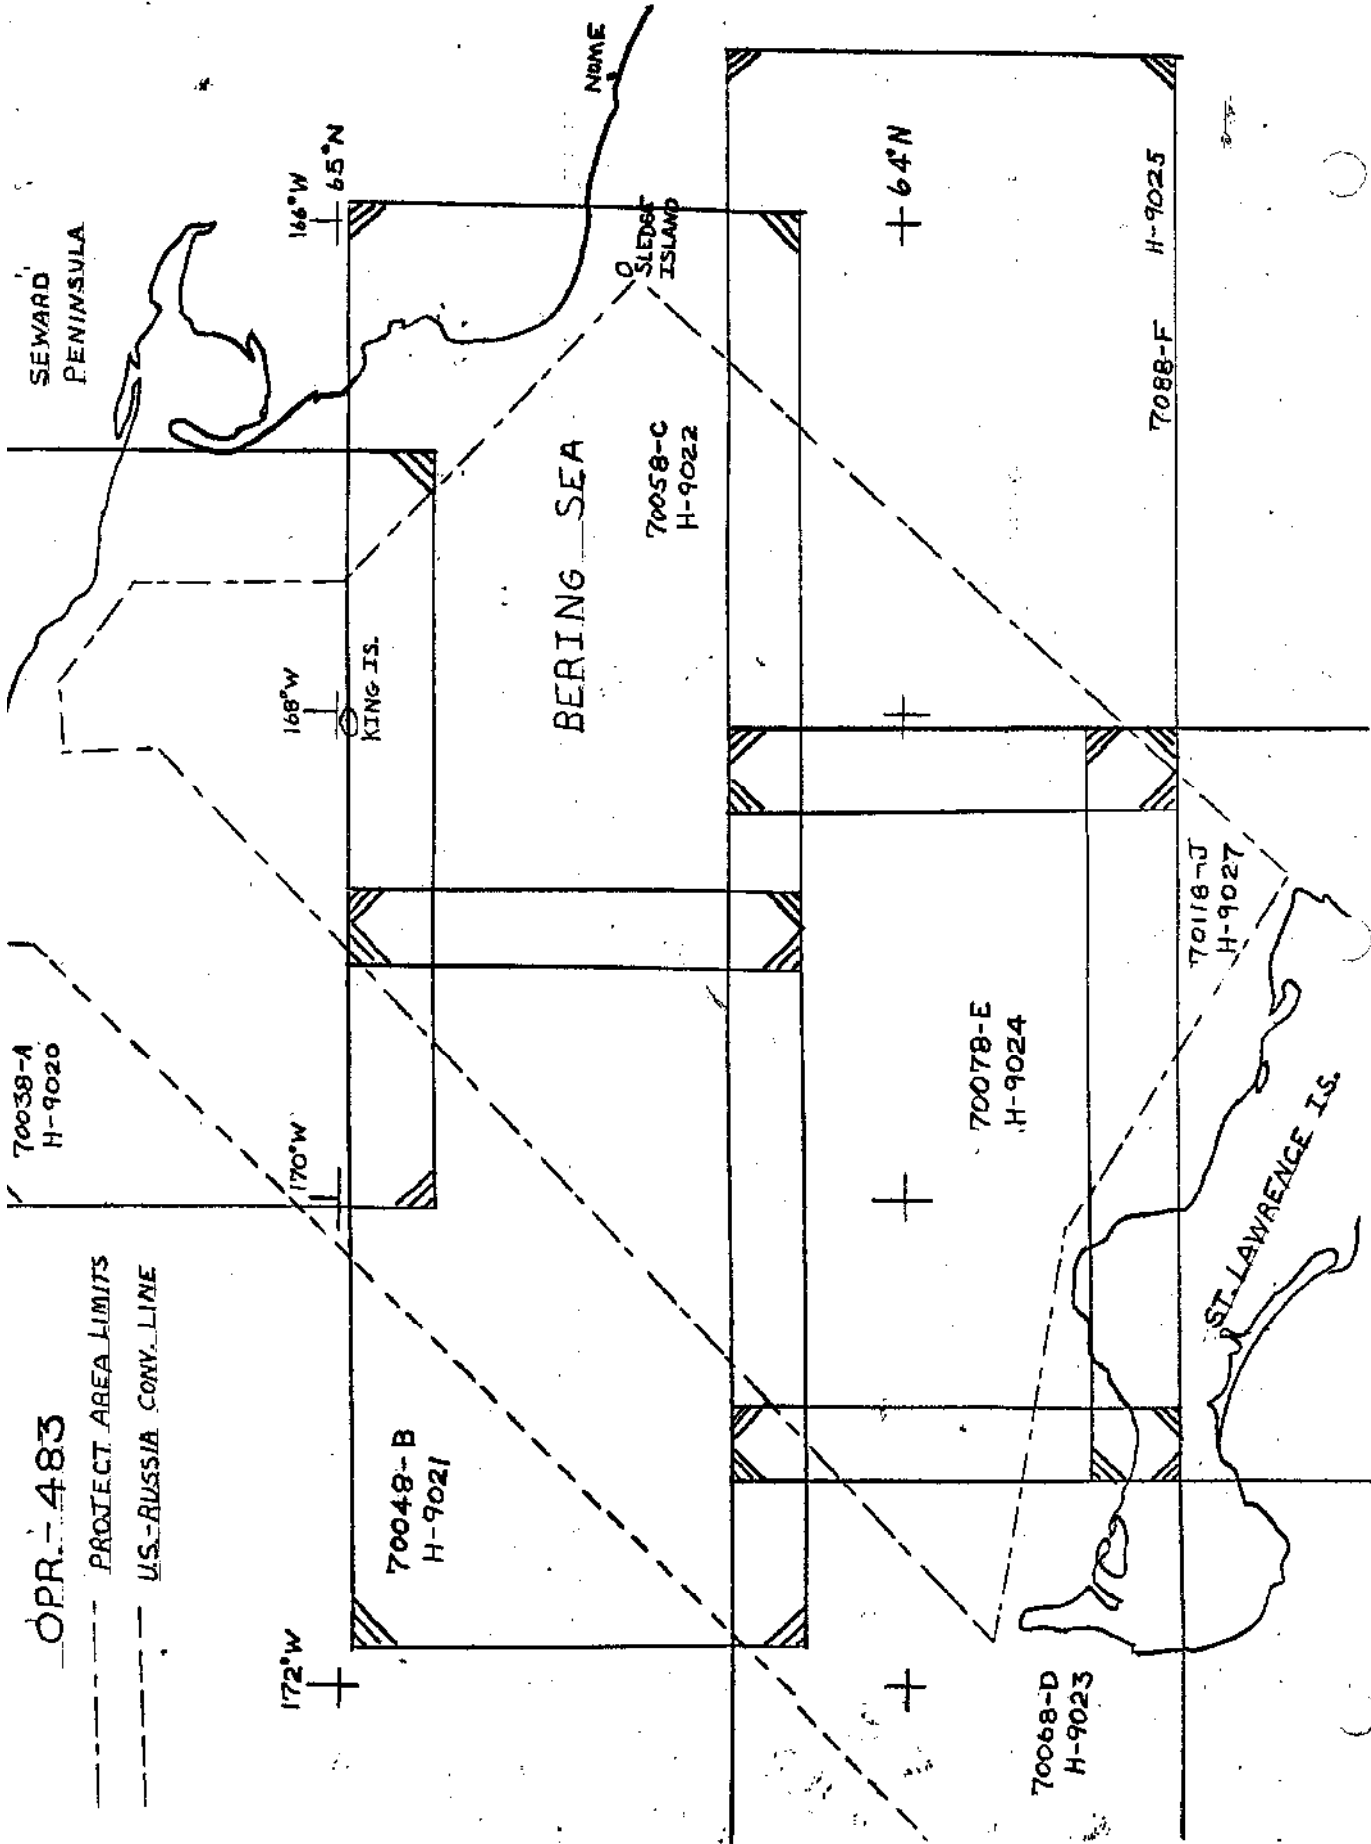 OPR.-483
PROJECT AREA LIMITS
U.S.-RUSSIA CONV. LINE
70038-A
H-9020
SEWARD
PENINSULA
172°W
170°W
168°W
166°W
65°N
KING IS.
NOME
70048-B
H-9021
BERING SEA
SLEDGE
ISLAND
70058-C
H-9022
64°N
70078-E
H-9024
70068-D
H-9023
7088-F H-9025
70118-J
H-9027
ST. LAWRENCE IS.